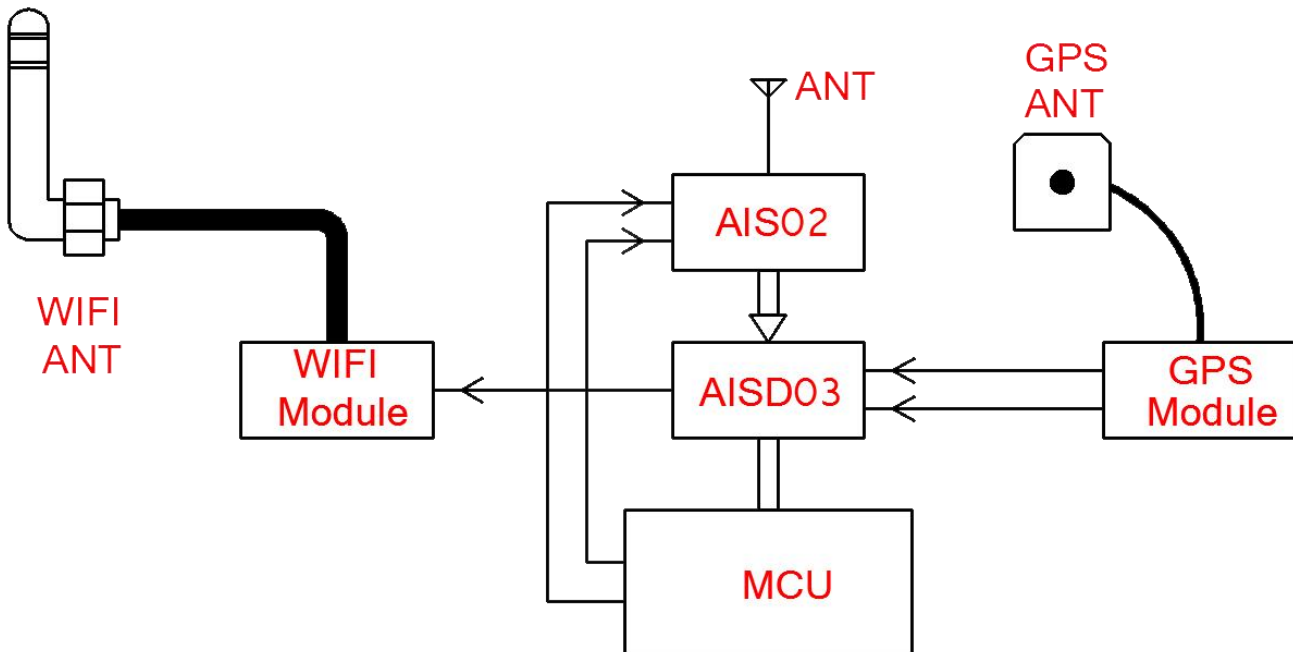 GPS
ANT
ANT
AIS02
WIFI
ANT
WIFI
Module
AISD03
GPS
Module
MCU